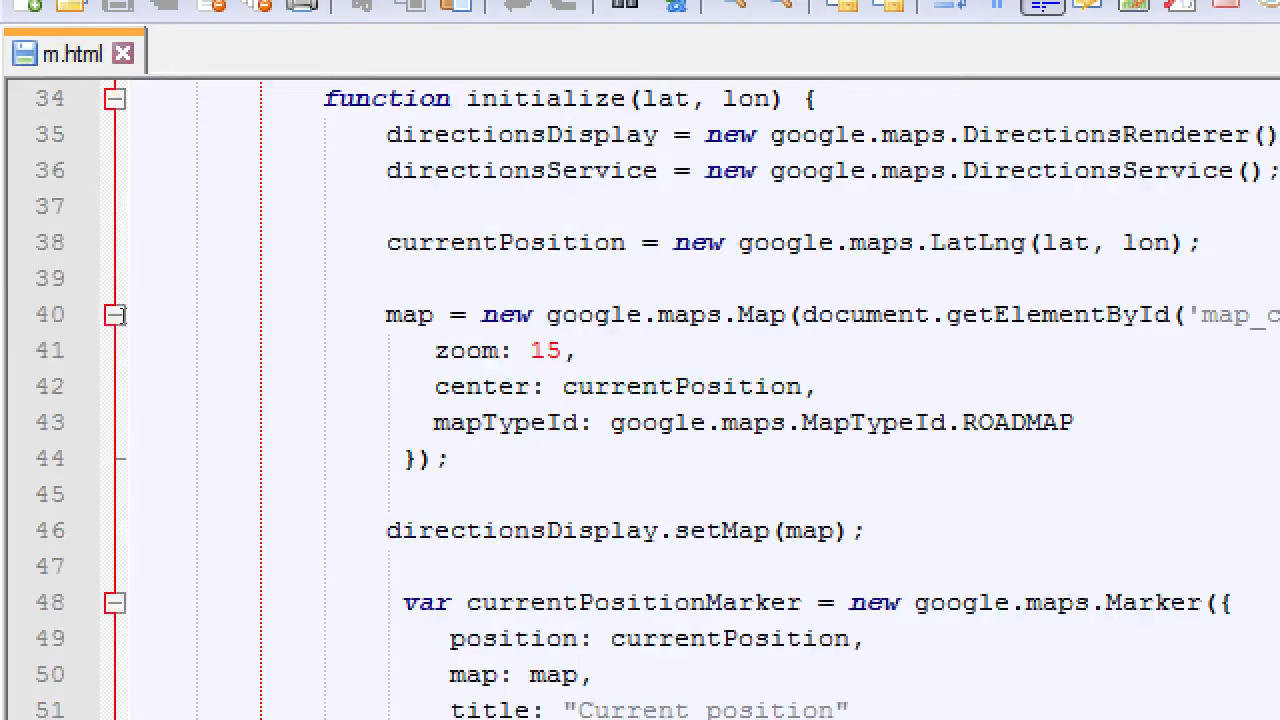 m.html
34 function initialize(lat, lon) {
35 directionsDisplay = new google.maps.DirectionsRenderer()
36 directionsService = new google.maps.DirectionsService();
37
38 currentPosition = new google.maps.LatLng(lat, lon);
39
40 map = new google.maps.Map(document.getElementById('map_c
41 zoom: 15,
42 center: currentPosition,
43 mapTypeId: google.maps.MapTypeId.ROADMAP
44 });
45
46 directionsDisplay.setMap(map);
47
48 var currentPositionMarker = new google.maps.Marker({
49 position: currentPosition,
50 map: map,
51 title: "Current position"